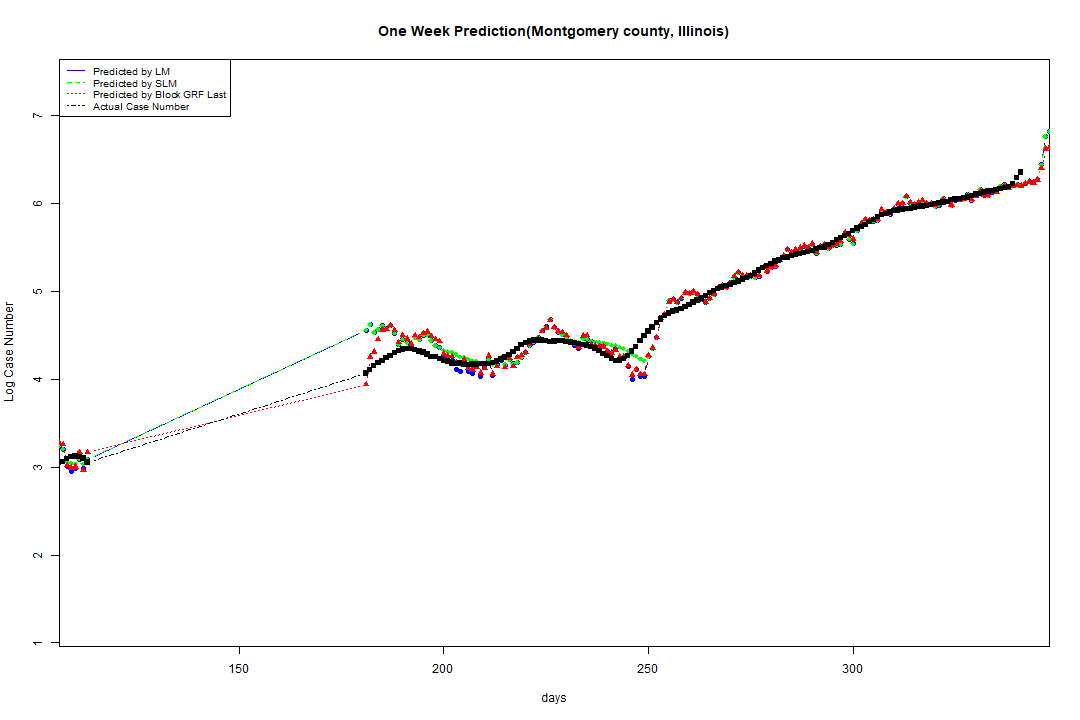 One Week Prediction(Montgomery county, Illinois)
Predicted by LM
Predicted by SLM
Predicted by Block GRF Last
Actual Case Number
Log Case Number
7
6
5
4
3
2
1
150 200 250 300
days